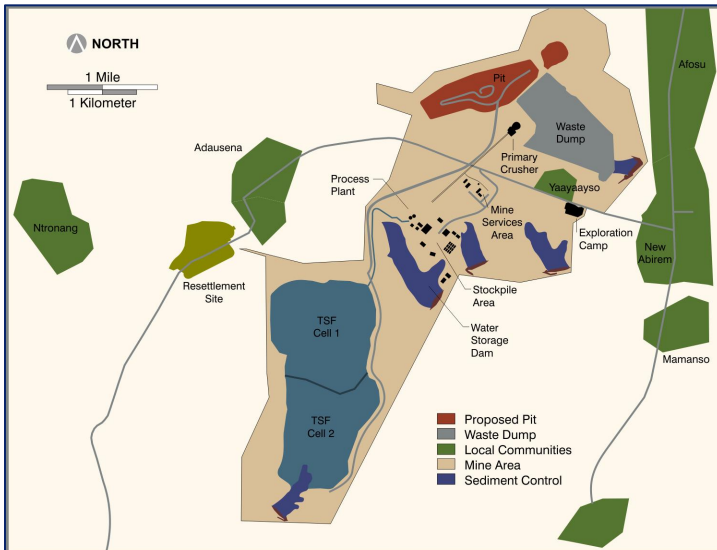 NORTH
1 Mile
1 Kilometer
Afosu
Pit
Waste
Dump
Adausena
Primary
Crusher
Process
Plant
Yaayaayso
Ntronang
Mine
Services
Area
Exploration
Camp
New
Abirem
Resettlement
Site
Stockpile
Area
TSF
Cell 1
Water
Storage
Dam
Mamanso
TSF
Cell 2
Proposed Pit
Waste Dump
Local Communities
Mine Area
Sediment Control